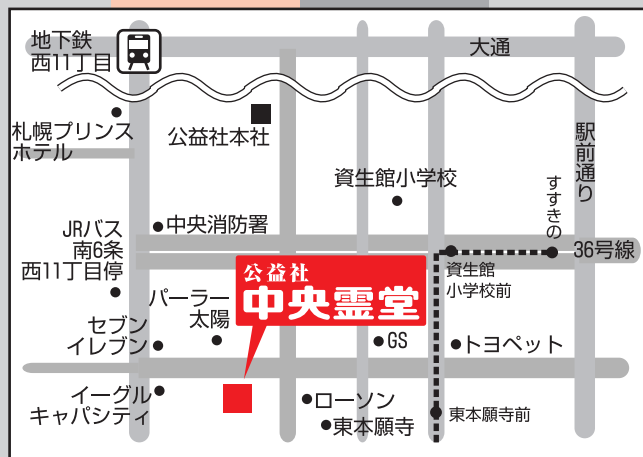 地下鉄
西11丁目
大通
札幌プリンス
ホテル
公益社本社
駅前通り
資生館小学校
すすきの
中央消防署
JRバス
南6条
西11丁目停
36号線
公益社
中央霊堂
資生館
小学校前
パーラー
太陽
セブン
イレブン
GS
トヨペット
イーグル
キャパシティ
ローソン
東本願寺
東本願寺前